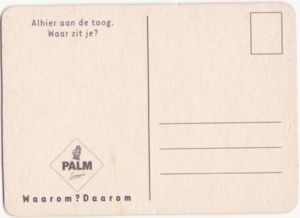 Alhier aan de toog.
Waar zit je?
PALM
Waarom? Daarom